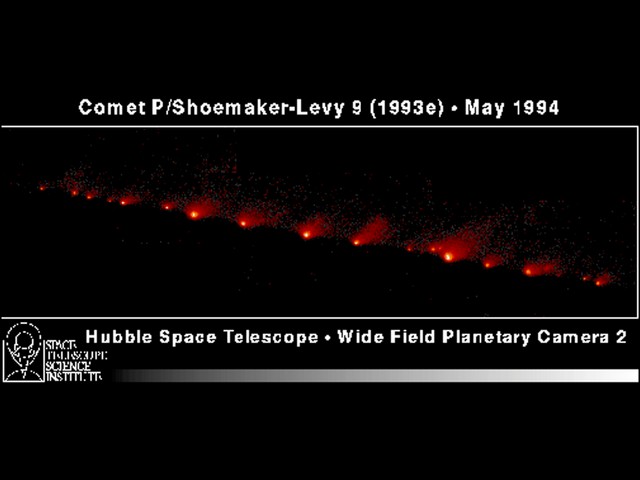 Comet P/Shoemaker-Levy 9 (1993e) • May 1994
Hubble Space Telescope • Wide Field Planetary Camera 2
SPACE
TELESCOPE
SCIENCE
INSTITUTE